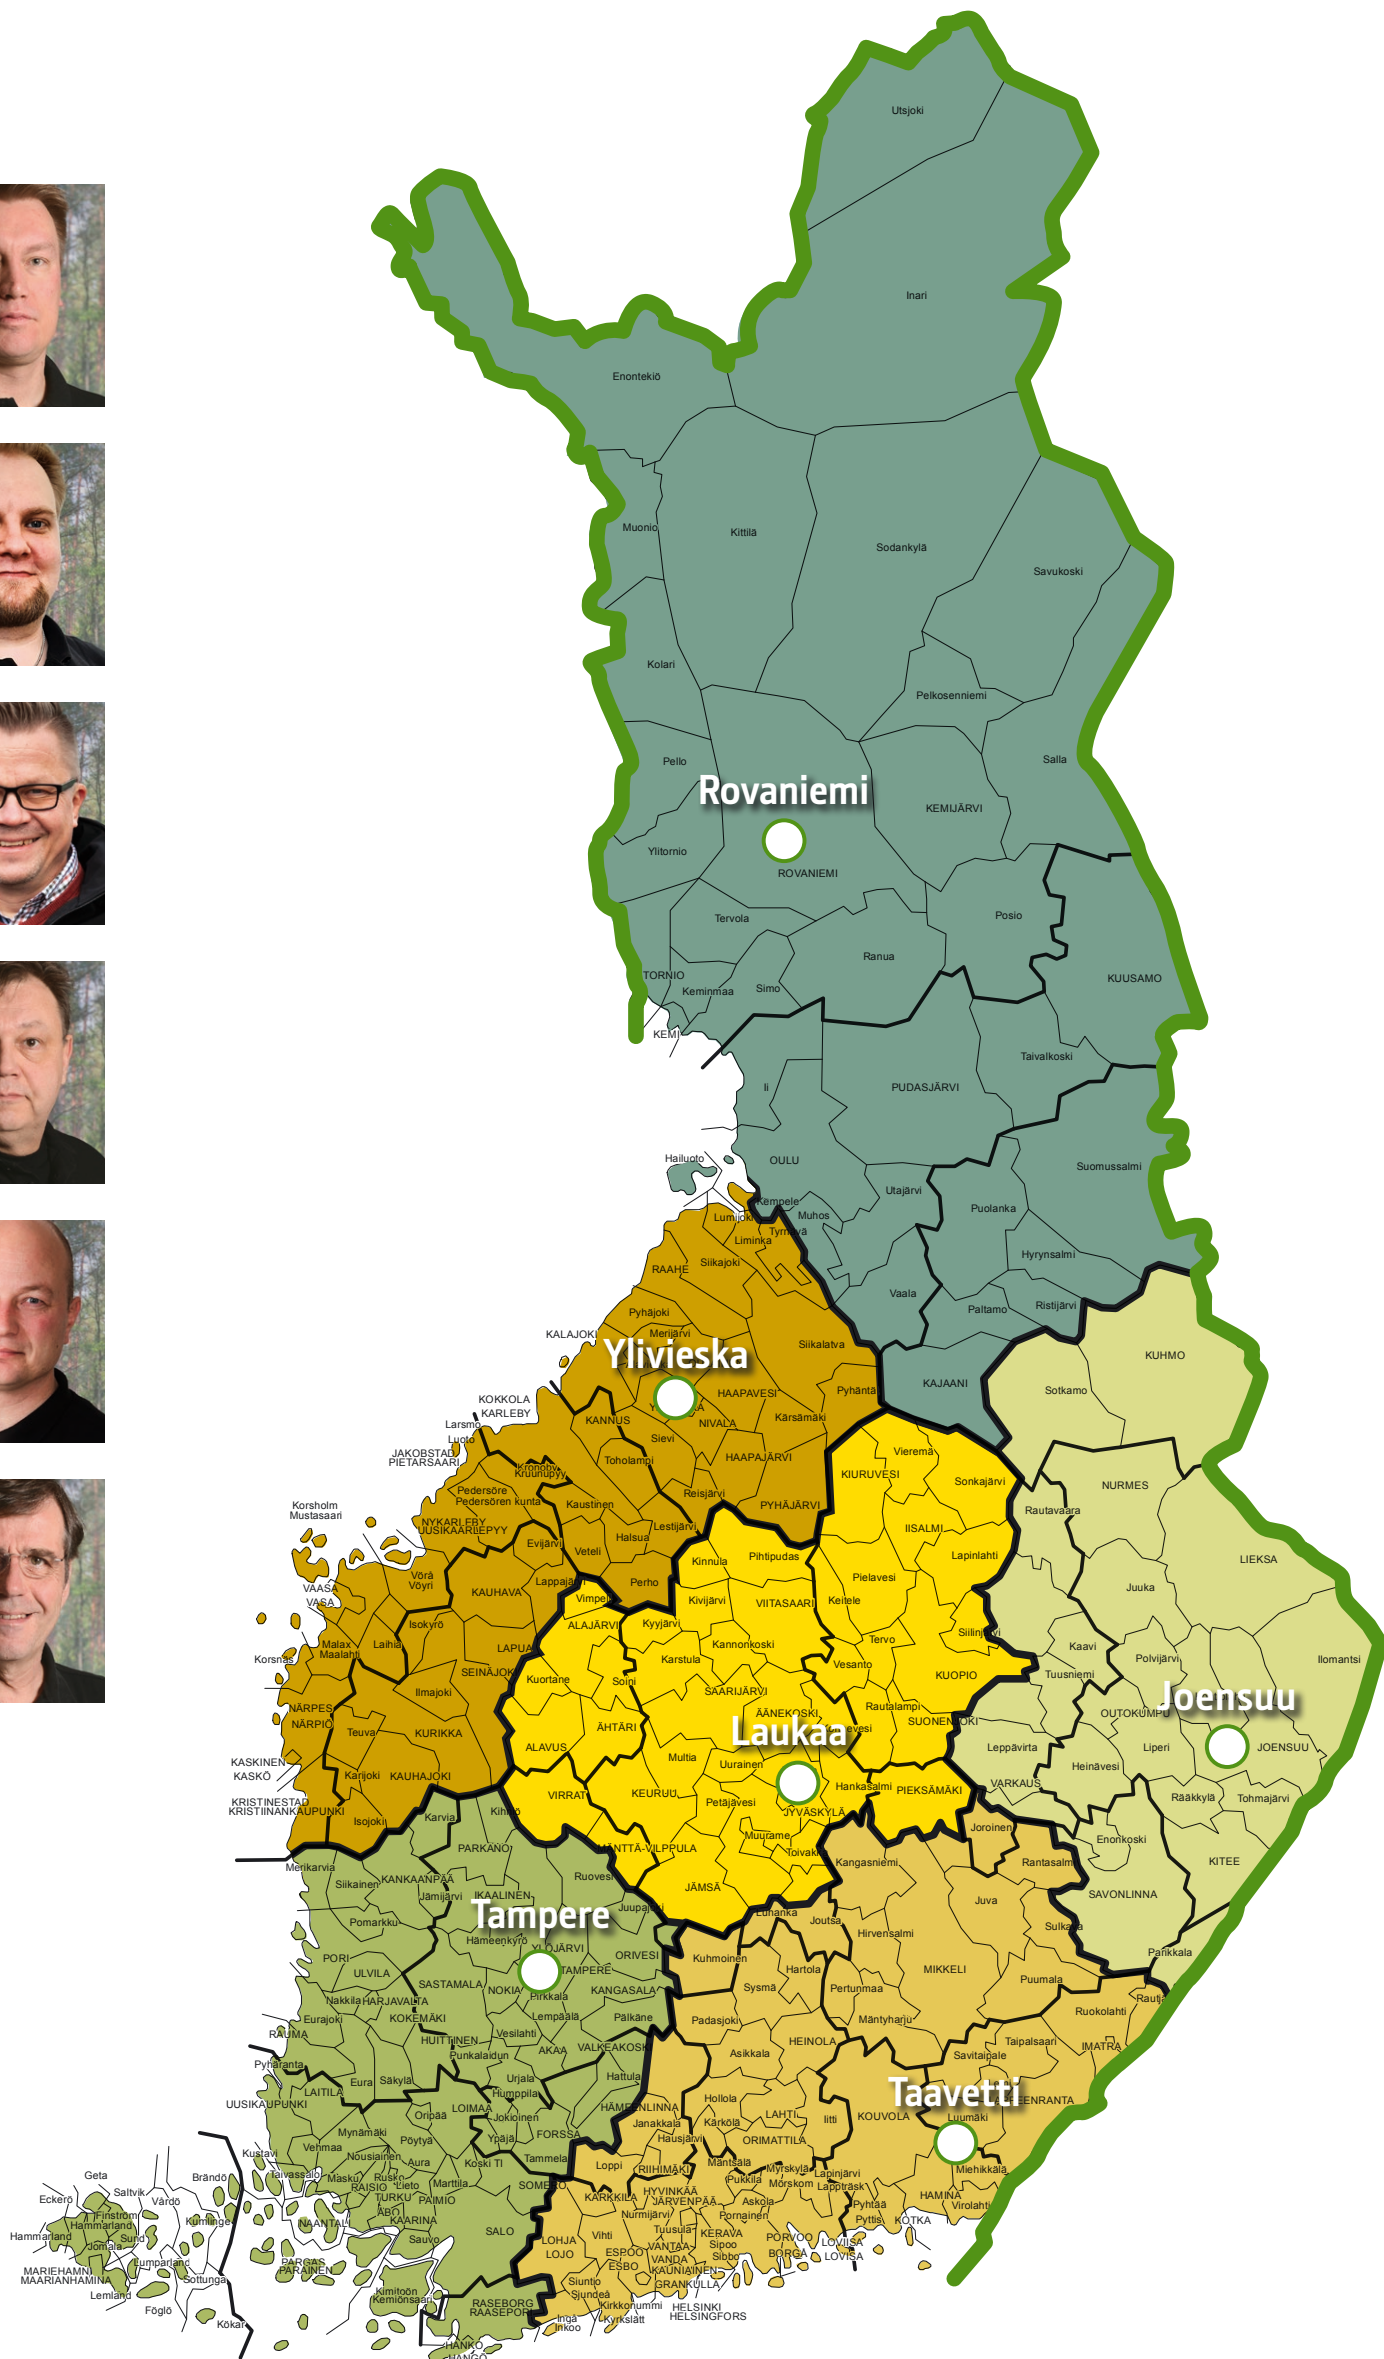 Utsjoki
Inari
Enontekiö
Muonio
Kittilä
Sodankylä
Savukoski
Kolari
Pelkosenniemi
Pello
Salla
Rovaniemi
KEMIJÄRVI
Ylitornio
ROVANIEMI
Tervola
Posio
Ranua
TORNIO
Keminmaa
Simo
KUUSAMO
KEMI
Taivalkoski
Ii
PUDASJÄRVI
Hailuoto
OULU
Suomussalmi
Utajärvi
Kempele
Puolanka
Lumijoki
Muhos
Tyrnävä
Liminka
Hyrynsalmi
Siikajoki
RAAHE
Vaala
Paltamo
Ristijärvi
Pyhäjoki
KALAJOKI
Merijärvi
Siikalatva
Ylivieska
KUHMO
KAJAANI
Sotkamo
Pyhäntä
HAAPAVESI
KOKKOLA
KARLEBY
Kärsämäki
KANNUS
NIVALA
Larsmo
Luoto
Sievi
JAKOBSTAD
PIETARSAARI
Vieremä
HAAPAJÄRVI
Toholampi
Kronoby
Kruunupyy
KIURUVESI
Sonkajärvi
NURMES
Pedersöre
Pedersören kunta
Reisjärvi
Kaustinen
PYHÄJÄRVI
Korsholm
Mustasaari
Rautavaara
NYKARLEBY
UUSIKAARLEPYY
Lestijärvi
IISALMI
Halsua
Evijärvi
Veteli
Kinnula
Pihtipudas
Lapinlahti
LIEKSA
Vörå
Vöyri
Lappajärvi
Perho
Pielavesi
VAASA
VASA
KAUHAVA
Juuka
Vimpeli
Kivijärvi
VIITASAARI
Keitele
Isokyrö
ALAJÄRVI
Kyyjärvi
Siilinjärvi
Malax
Maalahti
Laihia
LAPUA
Kannonkoski
Tervo
Kaavi
Korsnäs
Karstula
Polvijärvi
Ilomantsi
SEINÄJOKI
Kuortane
Soini
Vesanto
KUOPIO
Tuusniemi
Ilmajoki
SAARIJÄRVI
Joensuu
NÄRPES
NÄRPIÖ
Rautalampi
ÄÄNEKOSKI
OUTOKUMPU
SUONENJOKI
Teuva
KURIKKA
ÄHTÄRI
Laukaa
ALAVUS
Leppävirta
Liperi
JOENSUU
KASKINEN
KASKÖ
Multia
Uurainen
Heinävesi
Karijoki
KAUHAJOKI
Hankasalmi
VARKAUS
PIEKSÄMÄKI
VIRRAT
KEURUU
Petäjävesi
Rääkkylä
Tohmajärvi
KRISTINESTAD
KRISTIINANKAUPUNKI
JYVÄSKYLÄ
Isojoki
Karvia
Kihniö
Joroinen
Muurame
Enonkoski
PARKANO
MÄNTTÄ-VILPPULA
Toivakka
KITEE
Merikarvia
Kangasniemi
Rantasalmi
Ruovesi
Siikainen
KANKAANPÄÄ
JÄMSÄ
Jämijärvi
IKAALINEN
SAVONLINNA
Juva
Juupajoki
Luhanka
Tampere
Pomarkku
Joutsa
Sulkava
Hirvensalmi
Hämeenkyrö
YLÖJÄRVI
Parikkala
PORI
ORIVESI
Kuhmoinen
Hartola
MIKKELI
ULVILA
TAMPERE
Puumala
SASTAMALA
NOKIA
Pirkkala
KANGASALA
Sysmä
Pertunmaa
Rautjärvi
Nakkila
HARJAVALTA
Ruokolahti
Eurajoki
KOKEMÄKI
Lempäälä
Pälkäne
Padasjoki
Mäntyharju
RAUMA
Vesilahti
HUITTINEN
HEINOLA
Taipalsaari
IMATRA
Punkalaidun
AKAA
VALKEAKOSKI
Asikkala
Savitaipale
Pyhäranta
Eura
Säkylä
Urjala
Hattula
Taavetti
LAITILA
Humppila
Hollola
UUSIKAUPUNKI
LOIMAA
HÄMEENLINNA
LAHTI
Oripää
Jokioinen
Janakkala
Kärkölä
Iitti
KOUVOLA
Luumäki
Mynämäki
Pöytyä
Ypäjä
FORSSA
Hausjärvi
ORIMATTILA
Vehmaa
Kustavi
Nousiainen
Aura
Koski Tl
Tammela
Loppi
RIIHIMÄKI
Mäntsälä
Myrskylä
Mörskom
Lapinjärvi
Lappträsk
Miehikkälä
Geta
Brändö
Taivassalo
Masku
Rusko
RAISIO
Lieto
Marttila
SOMERO
Pukkila
Saltvik
Vårdö
Eckerö
TURKU
ÅBO
PAIMIO
KARKKILA
HYVINKÄÄ
JÄRVENPÄÄ
Askola
HAMINA
Virolahti
Pyhtää
Pyttis
KOTKA
Finström
Hammarland
Kumlinge
NAANTALI
KAARINA
Nurmijärvi
Pornainen
Hammarland
Sund
Jomala
SALO
Sauvo
Vihti
Tuusula
KERAVA
Sipoo
Sibbo
PORVOO
BORGÅ
LOVIISA
LOVISA
LOHJA
LOJO
ESPOO
ESBO
VANTAA
VANDA
KAUNIAINEN
GRANKULLA
Lumparland
PARGAS
PARAINEN
MARIEHAMN
MAARIANHAMINA
Sottunga
Lemland
Kimitoön
Kemiönsaari
Siuntio
Sjundeå
Föglö
RASEBORG
RAASEPORI
Kirkkonummi
Kyrkslätt
HELSINKI
HELSINGFORS
Kökar
Ingå
Inkoo
HANKO
HANGÖ